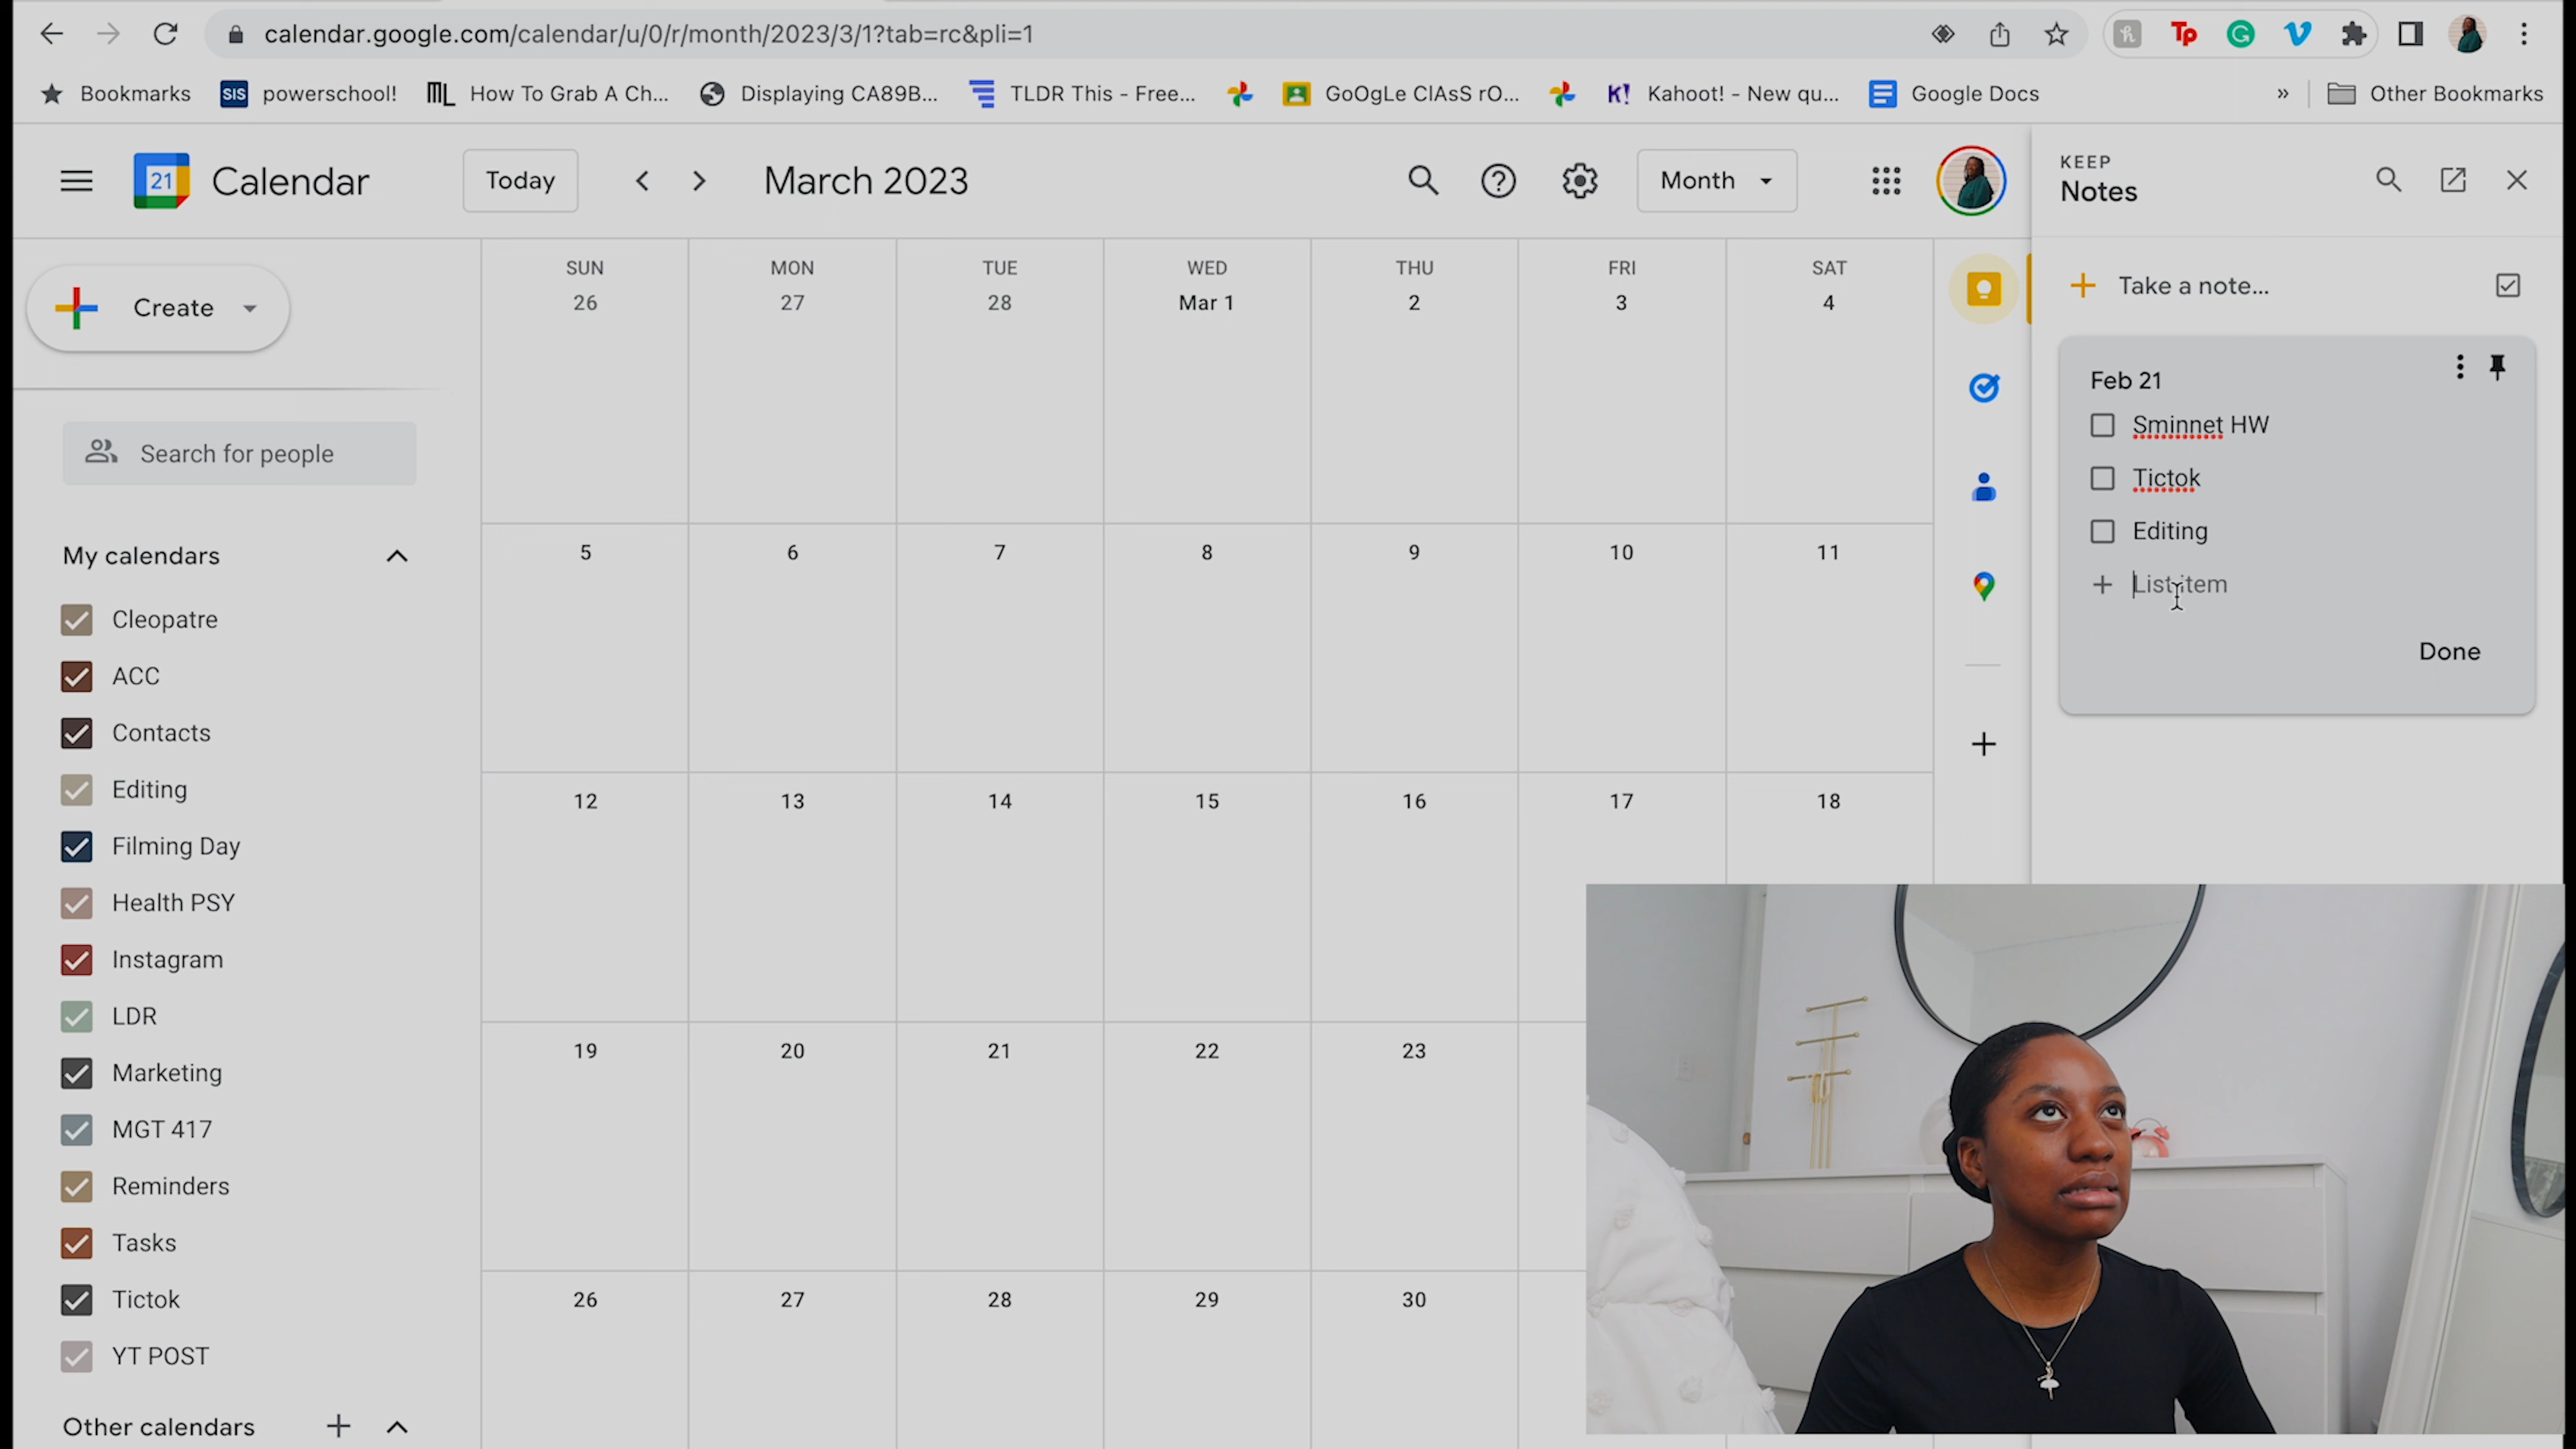 calendar.google.com/calendar/u/0/r/month/2023/3/1?tab=rc&pli=1
Tp
Bookmarks
SIS powerschool!
ML How To Grab A Ch...
Displaying CA89B...
TLDR This - Free...
GoOgLe ClAsS rO...
K! Kahoot! - New qu...
Google Docs
»
Other Bookmarks
21 Calendar
Today
March 2023
Month
KEEP
Notes
Create
Search for people
My calendars
Cleopatre
ACC
Contacts
Editing
Filming Day
Health PSY
Instagram
LDR
Marketing
MGT 417
Reminders
Tasks
Tictok
YT POST
Other calendars
SUN MON TUE WED THU FRI SAT
26 27 28 Mar 1 2 3 4
5 6 7 8 9 10 11
12 13 14 15 16 17 18
19 20 21 22 23
26 27 28 29 30
Take a note...
Feb 21
Sminnet HW
Tictok
Editing
List item
Done